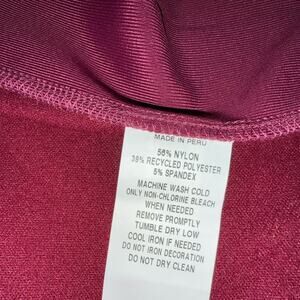 MADE IN PERU
56% NYLON
39% RECYCLED POLYESTER
5% SPANDEX
MACHINE WASH COLD
ONLY NON-CHLORINE BLEACH
WHEN NEEDED
REMOVE PROMPTLY
TUMBLE DRY LOW
COOL IRON IF NEEDED
DO NOT IRON DECORATION
DO NOT DRY CLEAN